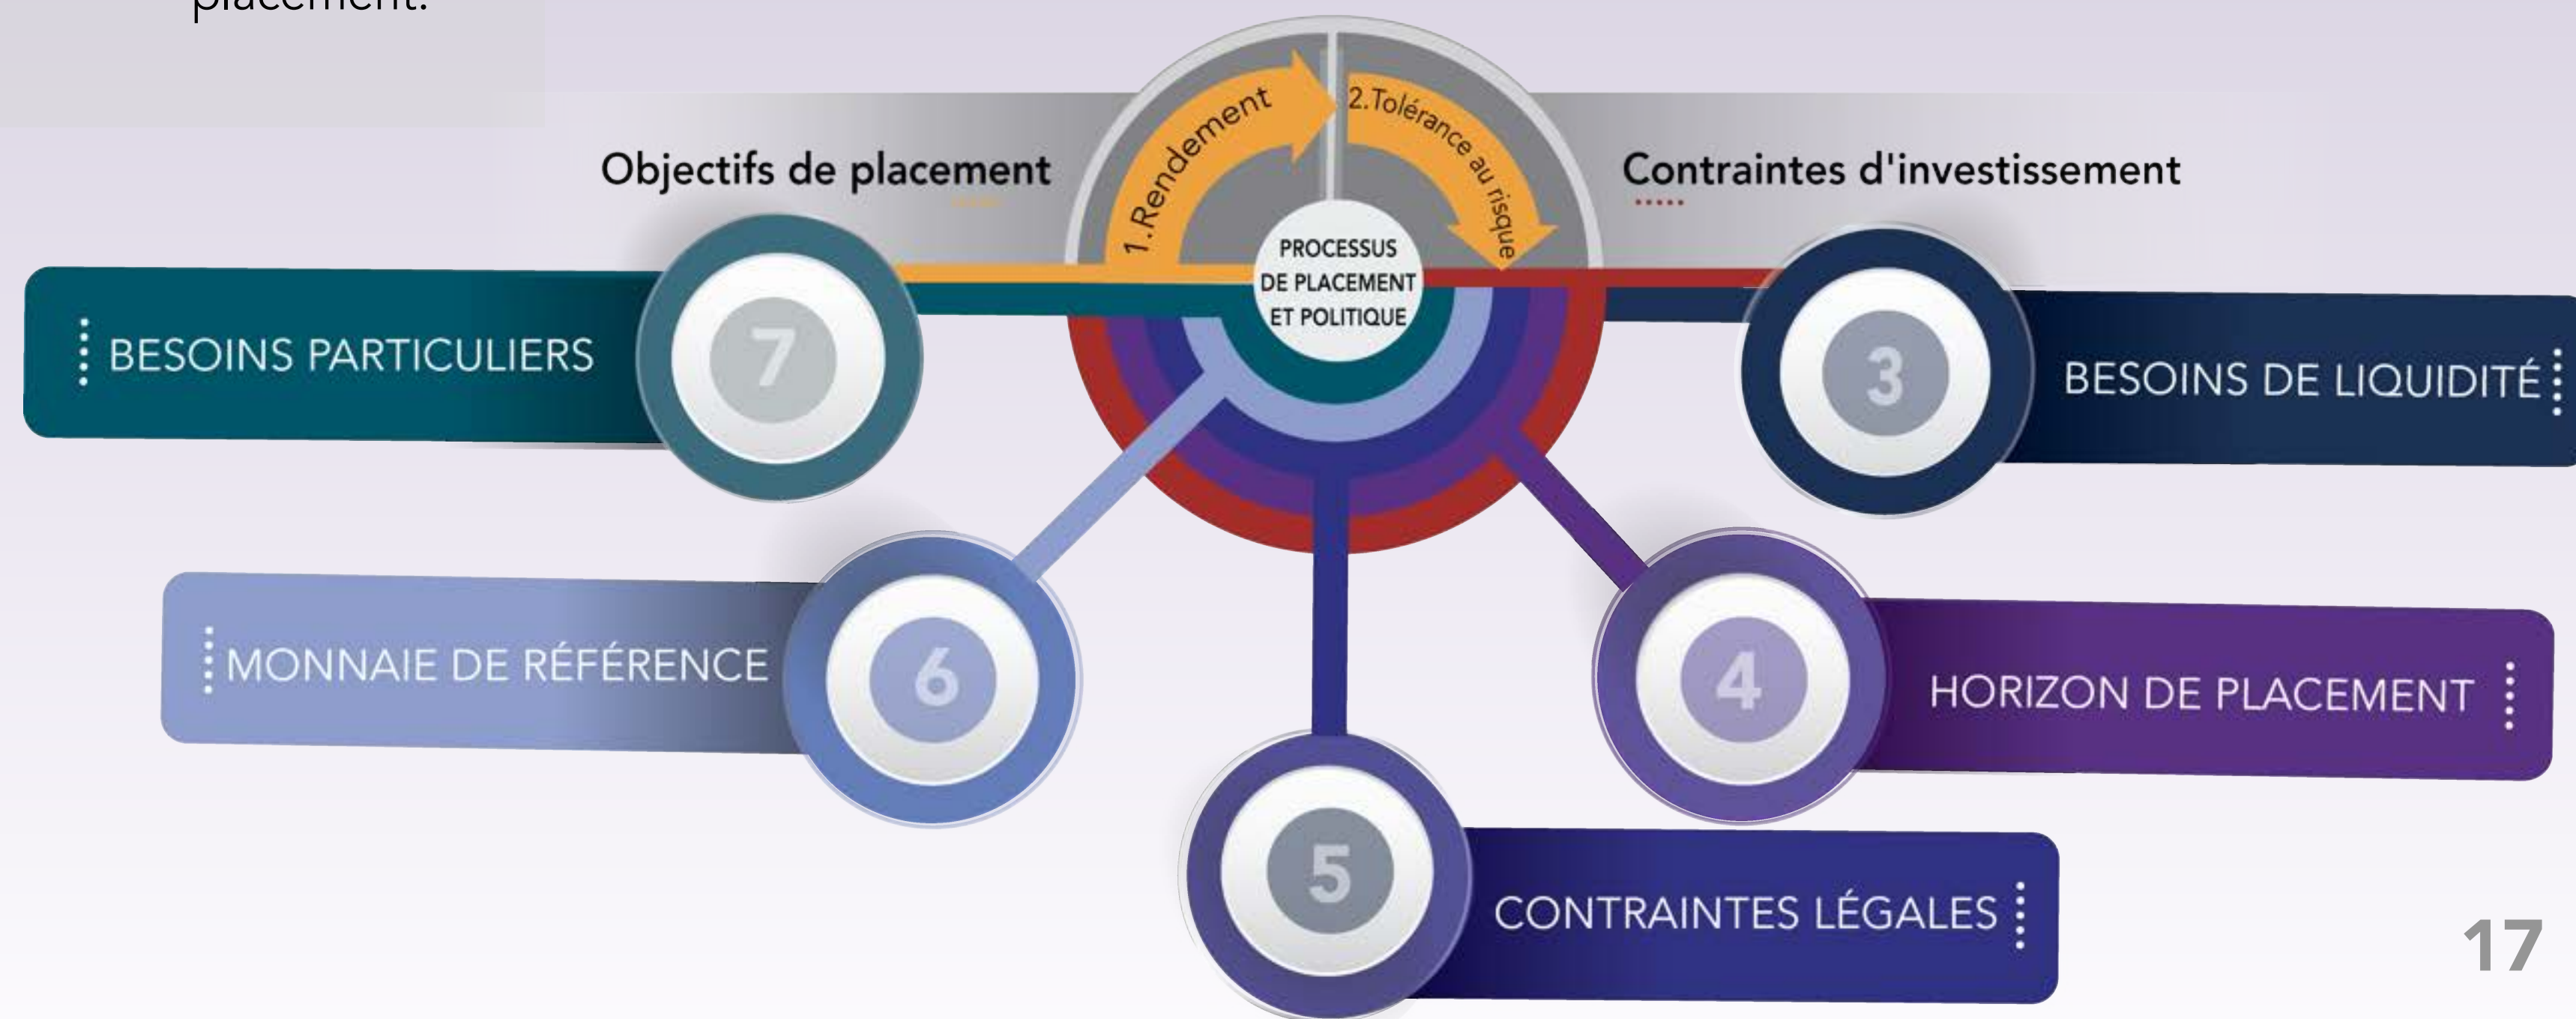 placement.
1.Rendement
2.Tolérance au risque
Objectifs de placement
Contraintes d'investissement
PROCESSUS
DE PLACEMENT
ET POLITIQUE
BESOINS PARTICULIERS
7
3
BESOINS DE LIQUIDITÉ
MONNAIE DE RÉFÉRENCE
6
4
HORIZON DE PLACEMENT
5
CONTRAINTES LÉGALES
17